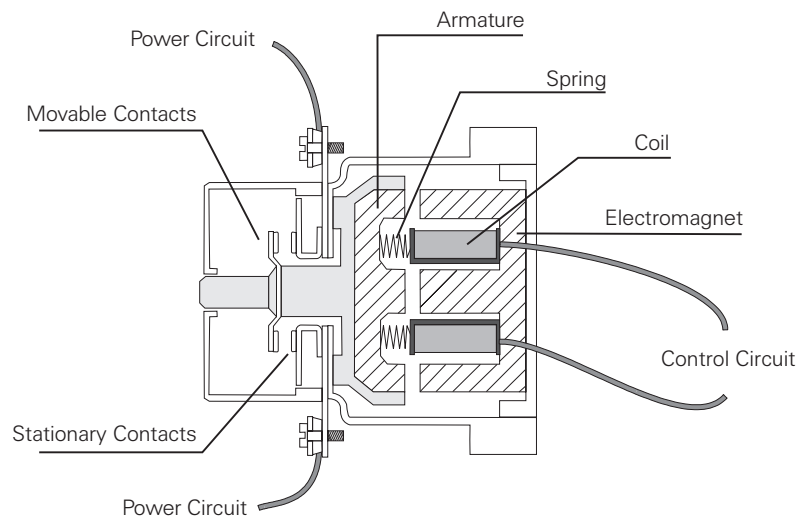 Armature
Power Circuit
Spring
Movable Contacts
Coil
Electromagnet
Control Circuit
Stationary Contacts
Power Circuit